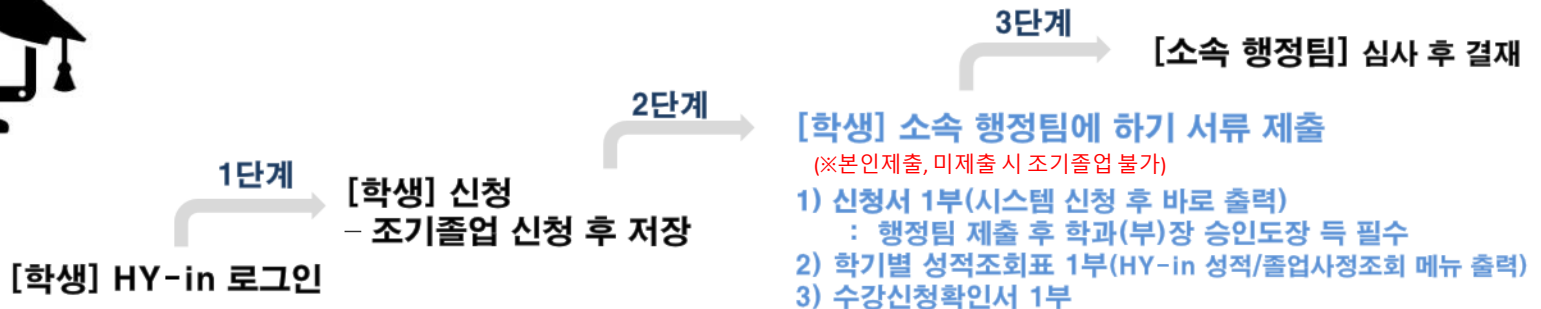 [학생] HY-in 로그인
1단계
[학생] 신청
– 조기졸업 신청 후 저장
2단계
[학생] 소속 행정팀에 하기 서류 제출
(※본인제출, 미제출 시 조기졸업 불가)
1) 신청서 1부(시스템 신청 후 바로 출력)
: 행정팀 제출 후 학과(부)장 승인도장 득 필수
2) 학기별 성적조회표 1부(HY-in 성적/졸업사정조회 메뉴 출력)
3) 수강신청확인서 1부
3단계
[소속 행정팀] 심사 후 결재